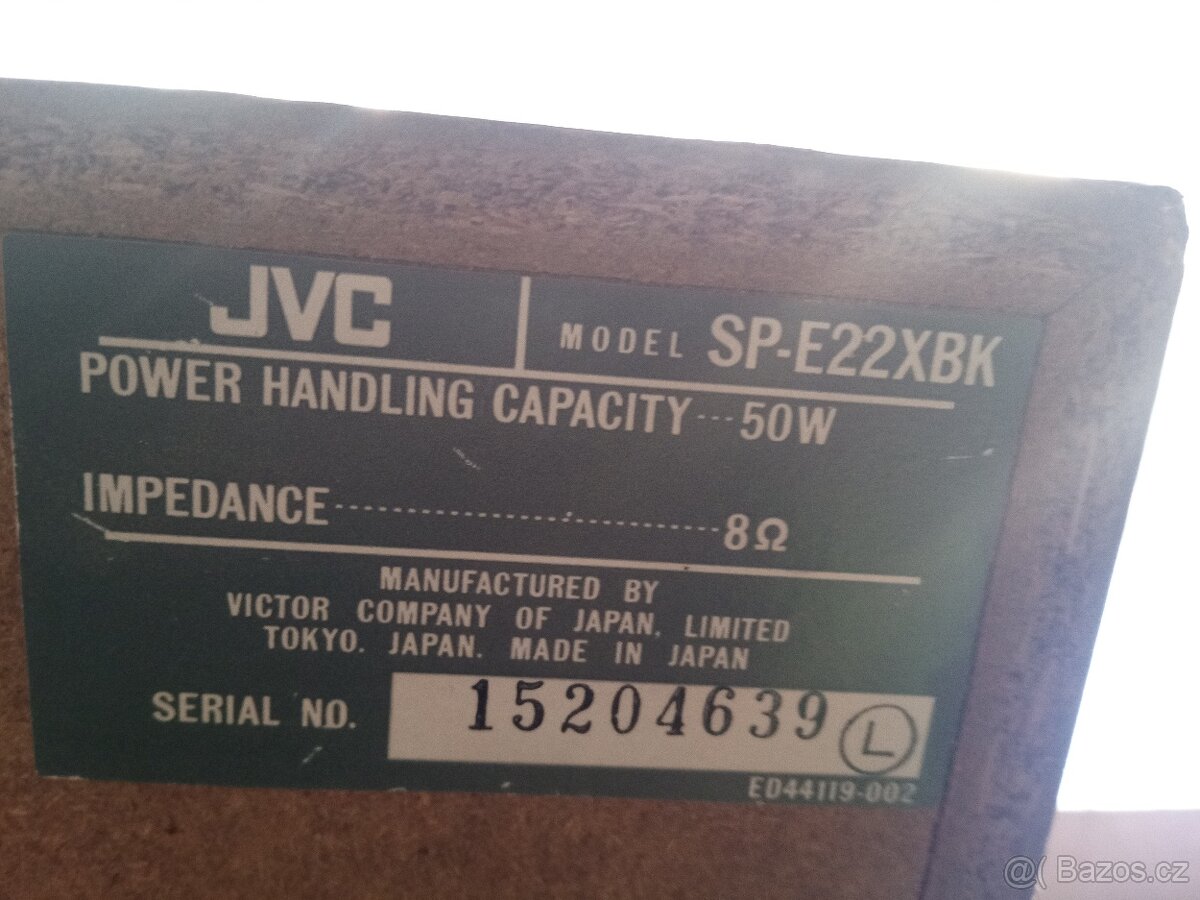 JVC MODEL SP-E22XBK
POWER HANDLING CAPACITY---50W
IMPEDANCE--------------------------------8Ω
MANUFACTURED BY
VICTOR COMPANY OF JAPAN, LIMITED
TOKYO. JAPAN. MADE IN JAPAN
SERIAL NO. 15204639 L
ED44119-002
@( Bazos.cz